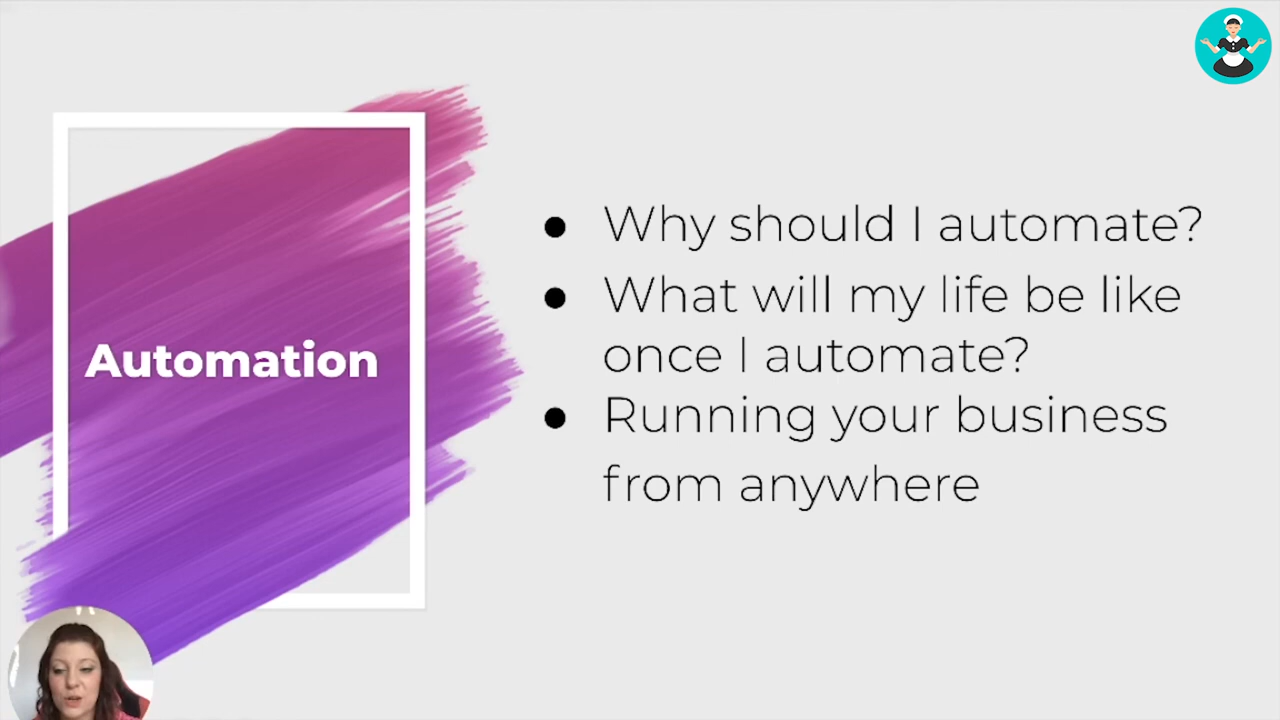 Automation
● Why should I automate?
● What will my life be like
once I automate?
● Running your business
from anywhere